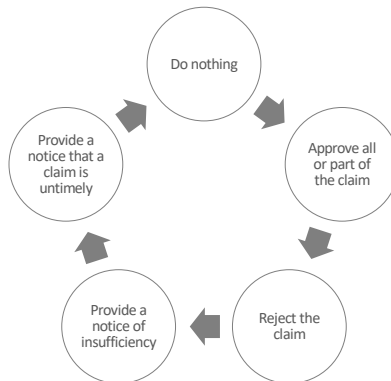 Do nothing
Approve all
or part of
the claim
Reject the
claim
Provide a
notice of
insufficiency
Provide a
notice that a
claim is
untimely